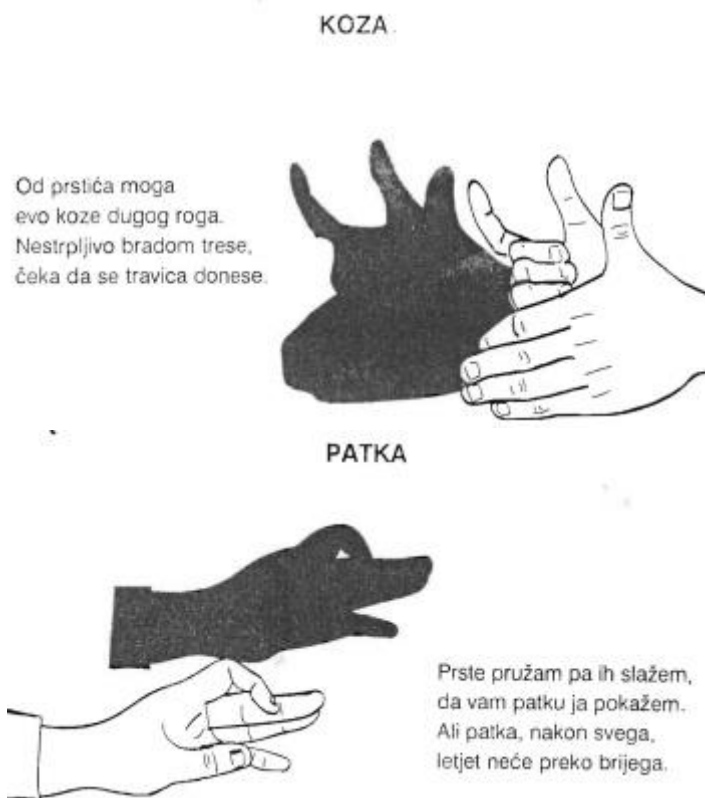 KOZA
Od prstića moga
evo koze dugog roga.
Nestrpljivo bradom trese,
čeka da se travica donese.
PATKA
Prste pružam pa ih slažem,
da vam patku ja pokažem.
Ali patka, nakon svega,
letjet neće preko brijega.